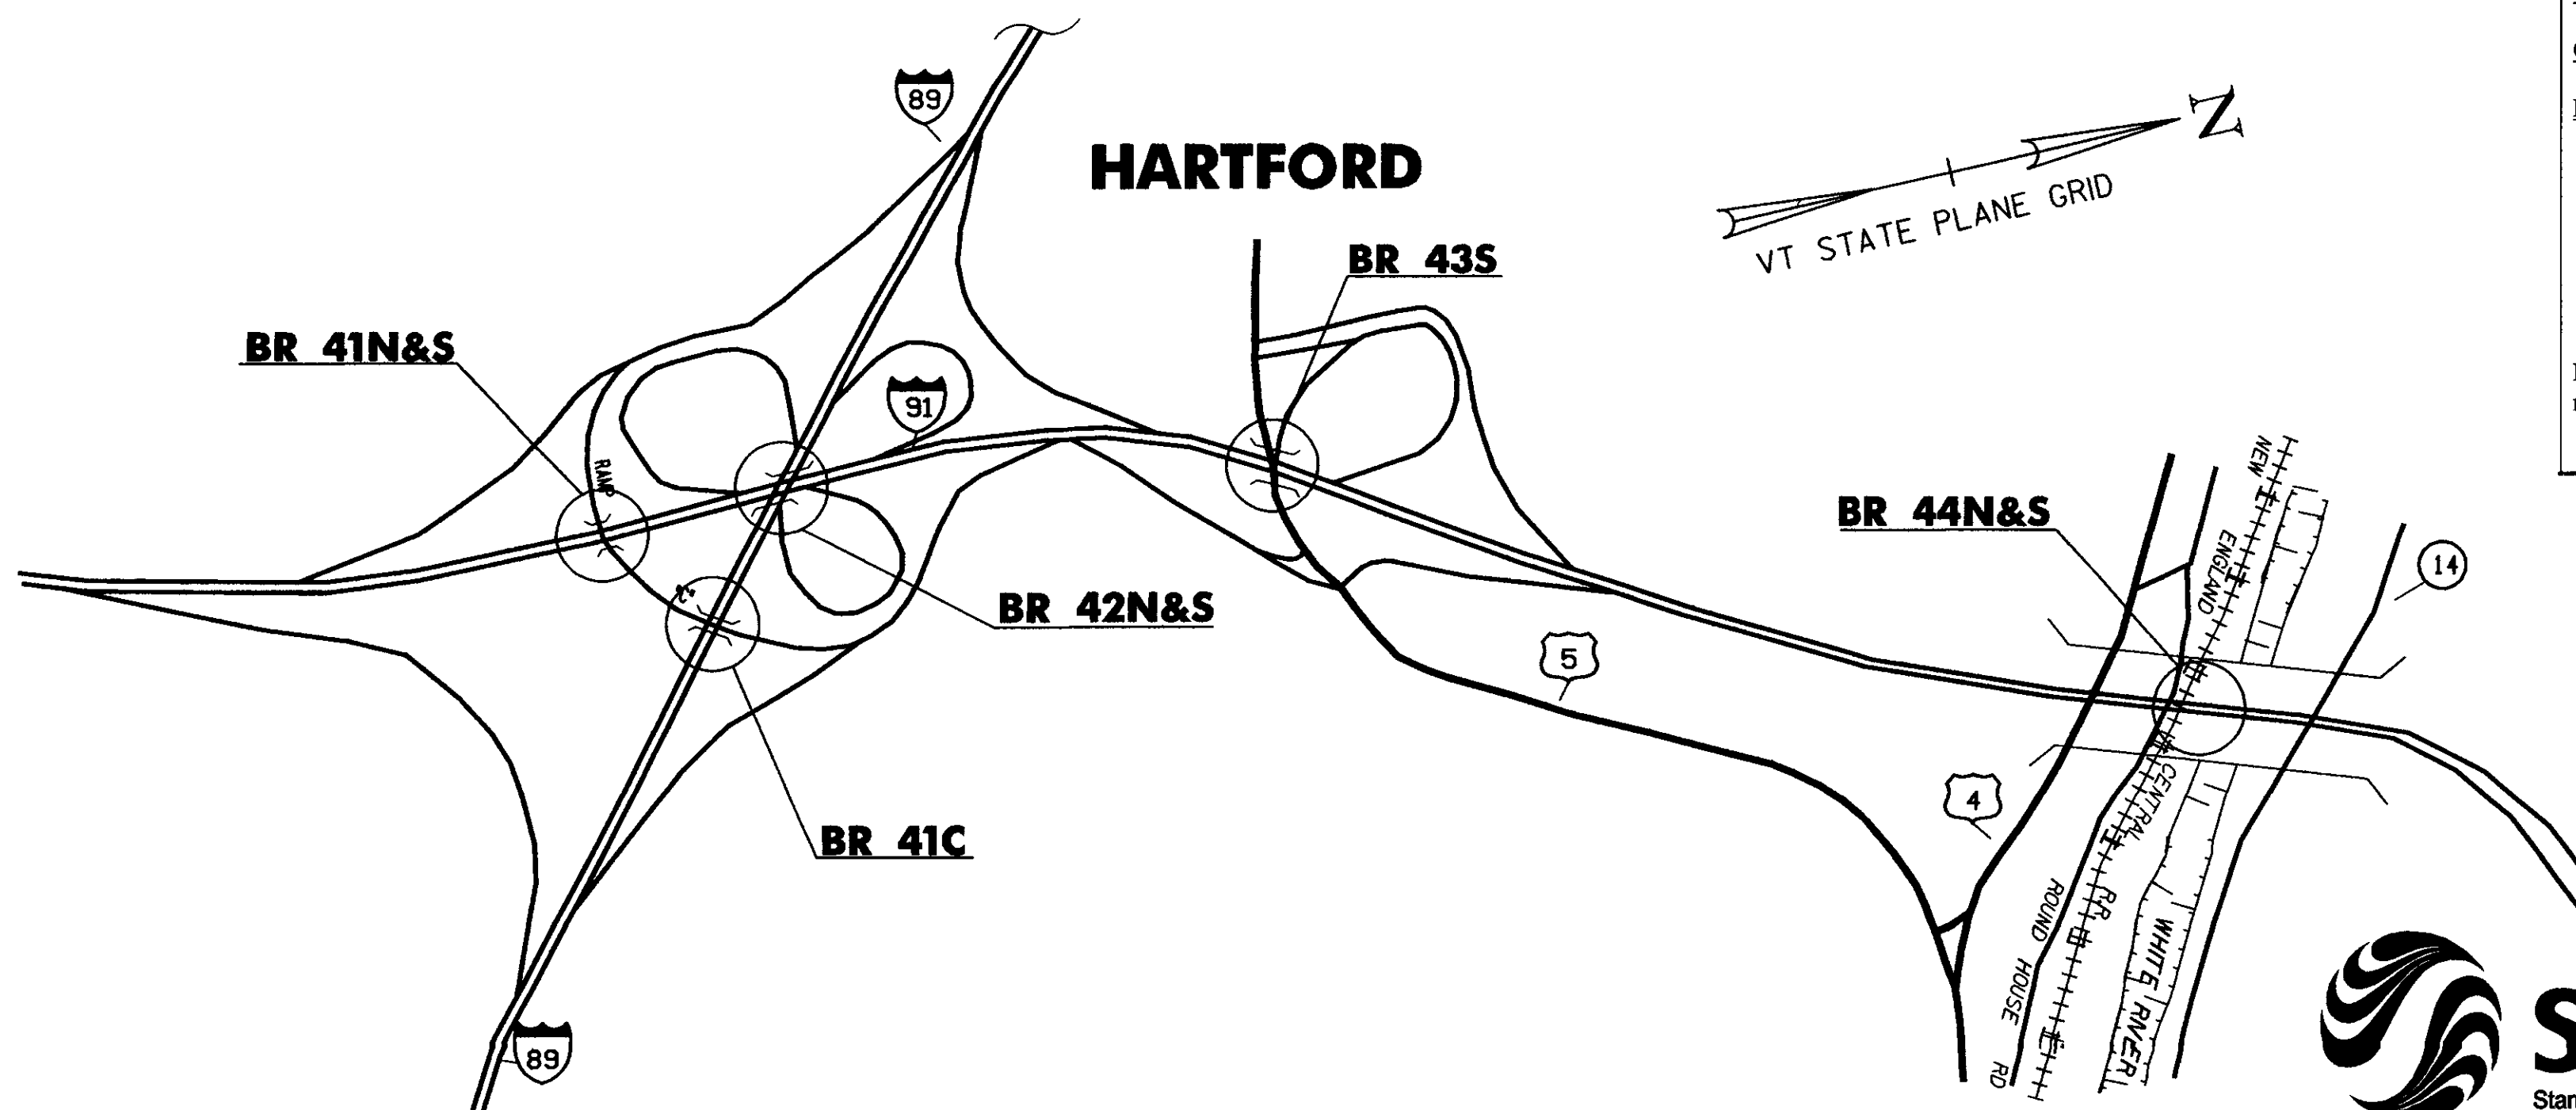 89
HARTFORD
N
VT STATE PLANE GRID
BR 43S
BR 41N&S
91
RAMP
"C"
BR 44N&S
NEW ENGLAND CENTRAL R.R.
14
BR 42N&S
5
4
BR 41C
ROUND HOUSE RD
WHITE RIVER
89
S
Stan